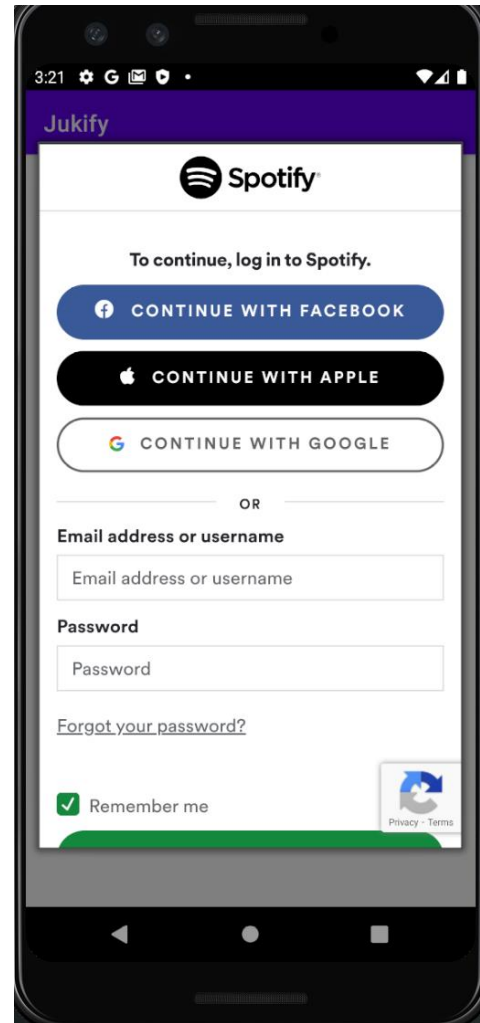 3:21
Jukify
Spotify
To continue, log in to Spotify.
CONTINUE WITH FACEBOOK
CONTINUE WITH APPLE
CONTINUE WITH GOOGLE
OR
Email address or username
Email address or username
Password
Password
Forgot your password?
Remember me
Privacy - Terms